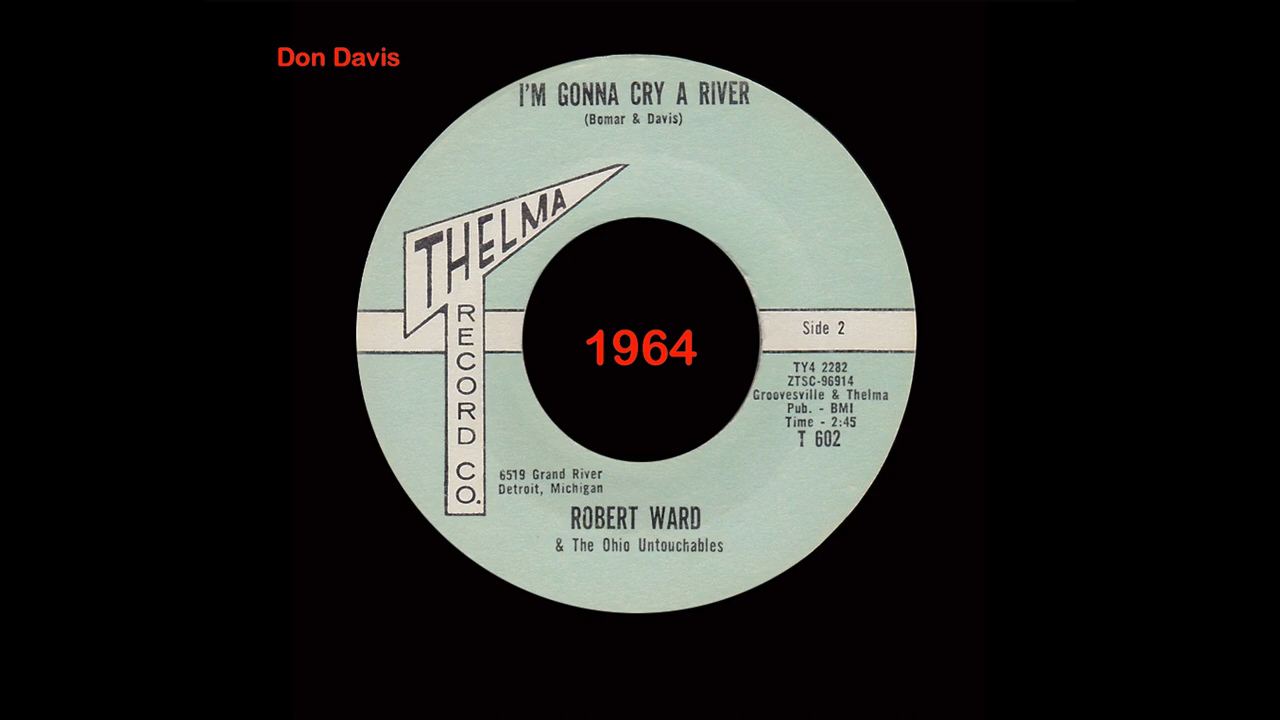 Don Davis
I'M GONNA CRY A RIVER
(Bomar & Davis)
THELMA
RECORD CO.
1964
Side 2
TY4 2282
ZTSC-96914
Groovesville & Thelma
Pub. - BMI
Time - 2:45
T 602
6519 Grand River
Detroit, Michigan
ROBERT WARD
& The Ohio Untouchables